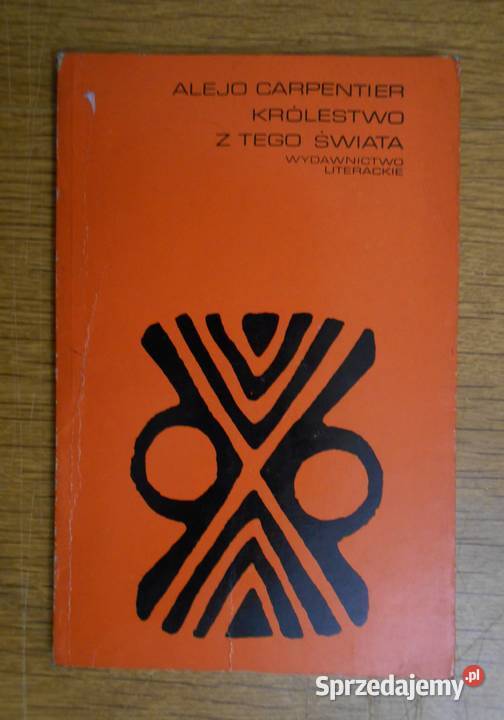 ALEJO CARPENTIER
KRÓLESTWO
Z TEGO ŚWIATA
WYDAWNICTWO
LITERACKIE
Sprzedajemy.pl